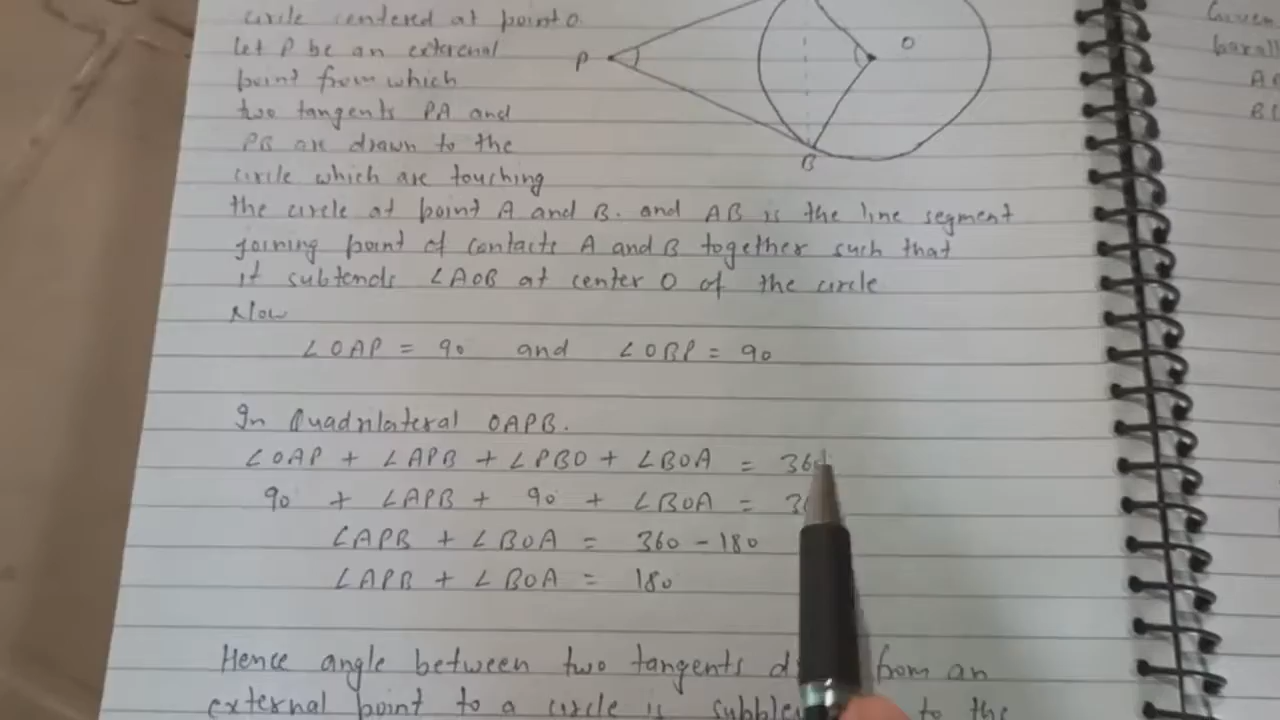 circle centered at point O.
Let P be an external
point from which
two tangents PA and
PB are drawn to the
circle which are touching
the circle at point A and B. and AB is the line segment
joining point of contacts A and B together such that
it subtends ∠AOB at center O of the circle
Now
∠OAP = 90 and ∠OBP = 90
In Quadrilateral OAPB.
∠OAP + ∠APB + ∠PBO + ∠BOA = 360
90 + ∠APB + 90 + ∠BOA =
∠APB + ∠BOA = 360 - 180
∠APB + ∠BOA = 180
Hence angle between two tangents from an
external point to a circle is to the
P
O
B
Given